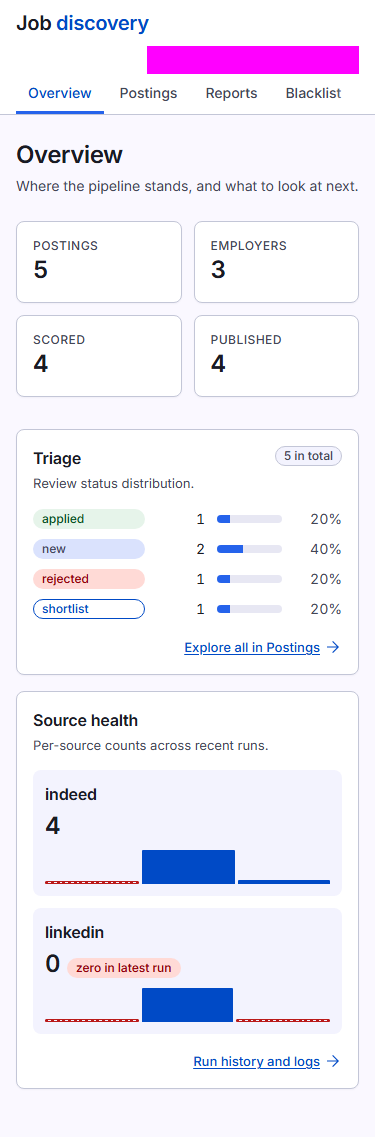 Job discovery
Overview Postings Reports Blacklist
Overview
Where the pipeline stands, and what to look at next.
POSTINGS
5
EMPLOYERS
3
SCORED
4
PUBLISHED
4
Triage
5 in total
Review status distribution.
applied 1 20%
new 2 40%
rejected 1 20%
shortlist 1 20%
Explore all in Postings →
Source health
Per-source counts across recent runs.
indeed
4
linkedin
0 zero in latest run
Run history and logs →